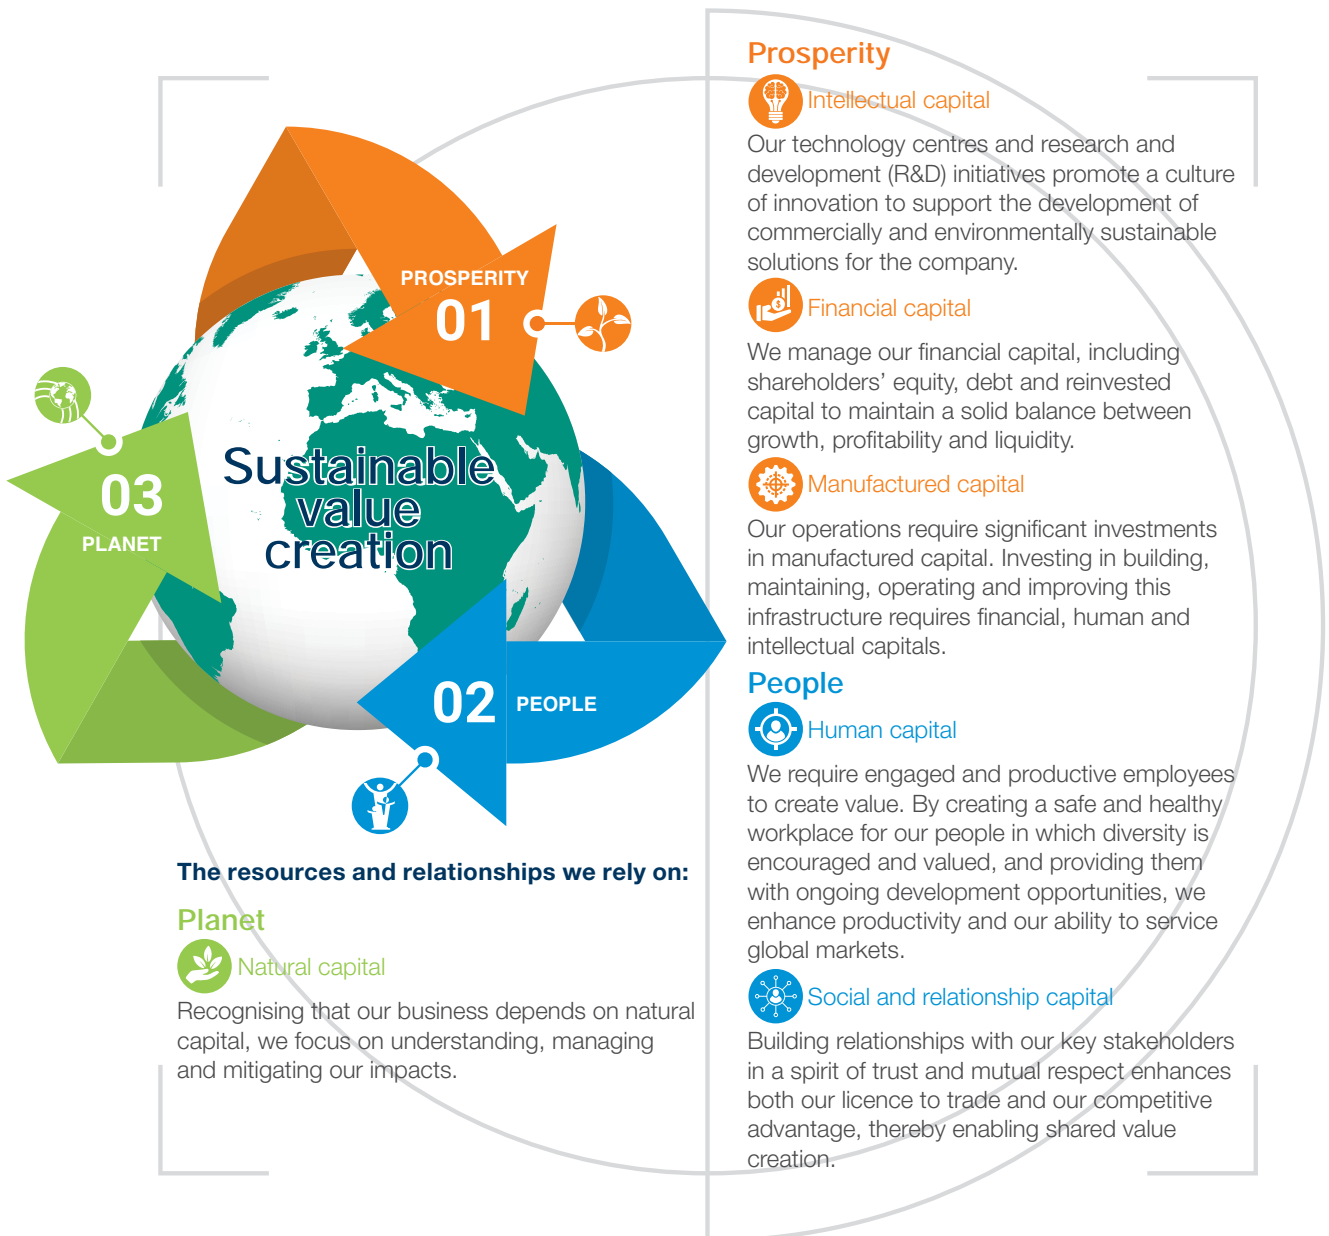 PROSPERITY
01
03
PLANET
Sustainable
value
creation
02
PEOPLE
The resources and relationships we rely on:
Planet
Natural capital
Recognising that our business depends on natural
capital, we focus on understanding, managing
and mitigating our impacts.
Prosperity
Intellectual capital
Our technology centres and research and
development (R&D) initiatives promote a culture
of innovation to support the development of
commercially and environmentally sustainable
solutions for the company.
Financial capital
We manage our financial capital, including
shareholders’ equity, debt and reinvested
capital to maintain a solid balance between
growth, profitability and liquidity.
Manufactured capital
Our operations require significant investments
in manufactured capital. Investing in building,
maintaining, operating and improving this
infrastructure requires financial, human and
intellectual capitals.
People
Human capital
We require engaged and productive employees
to create value. By creating a safe and healthy
workplace for our people in which diversity is
encouraged and valued, and providing them
with ongoing development opportunities, we
enhance productivity and our ability to service
global markets.
Social and relationship capital
Building relationships with our key stakeholders
in a spirit of trust and mutual respect enhances
both our licence to trade and our competitive
advantage, thereby enabling shared value
creation.